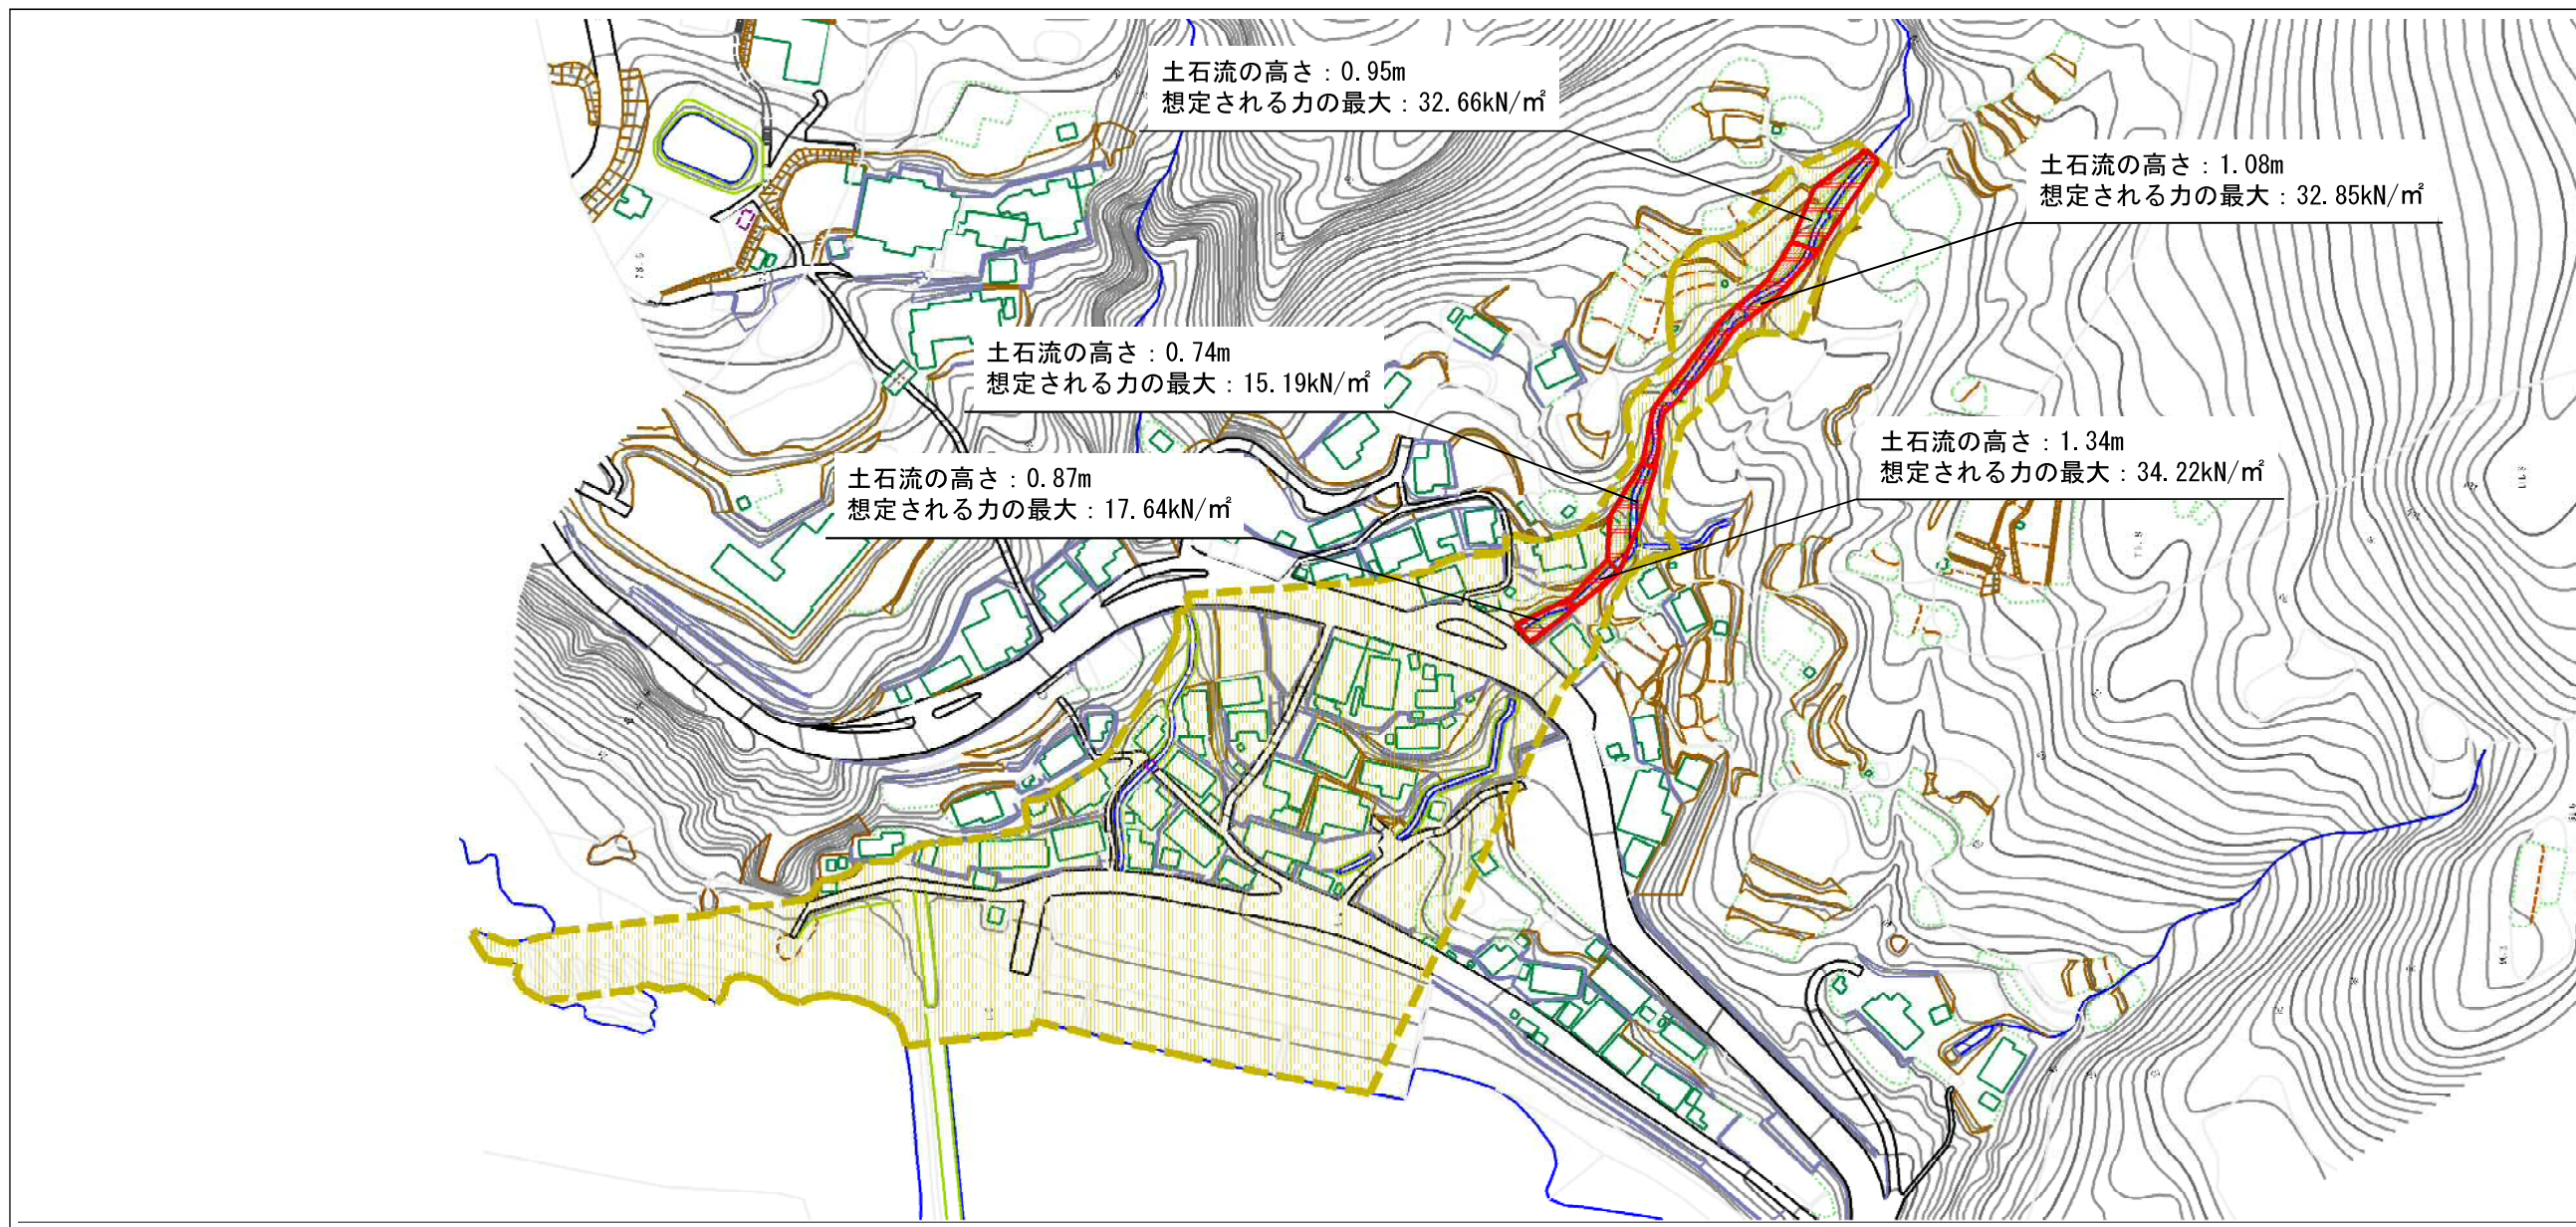 土石流の高さ：0.95m
想定される力の最大：32.66kN/㎡
土石流の高さ：1.08m
想定される力の最大：32.85kN/㎡
土石流の高さ：0.74m
想定される力の最大：15.19kN/㎡
土石流の高さ：1.34m
想定される力の最大：34.22kN/㎡
土石流の高さ：0.87m
想定される力の最大：17.64kN/㎡